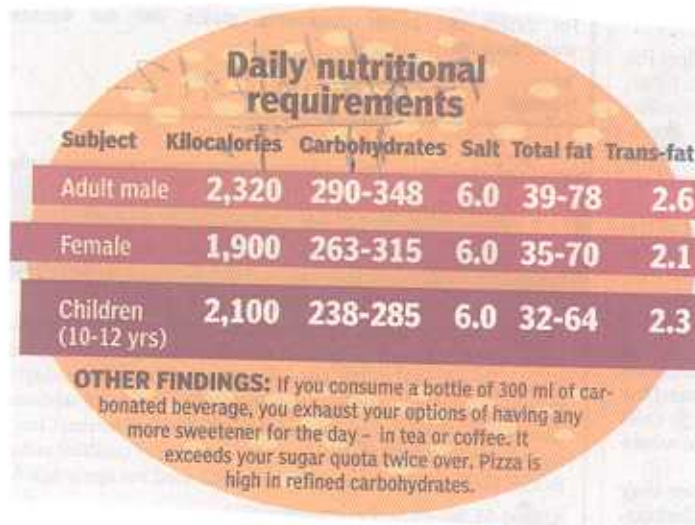 Daily nutritional
requirements
Subject Kilocalories Carbohydrates Salt Total fat Trans-fat
Adult male 2,320 290-348 6.0 39-78 2.6
Female 1,900 263-315 6.0 35-70 2.1
Children 2,100 238-285 6.0 32-64 2.3
(10-12 yrs)
OTHER FINDINGS: If you consume a bottle of 300 ml of car-
bonated beverage, you exhaust your options of having any
more sweetener for the day – in tea or coffee. It
exceeds your sugar quota twice over. Pizza is
high in refined carbohydrates.